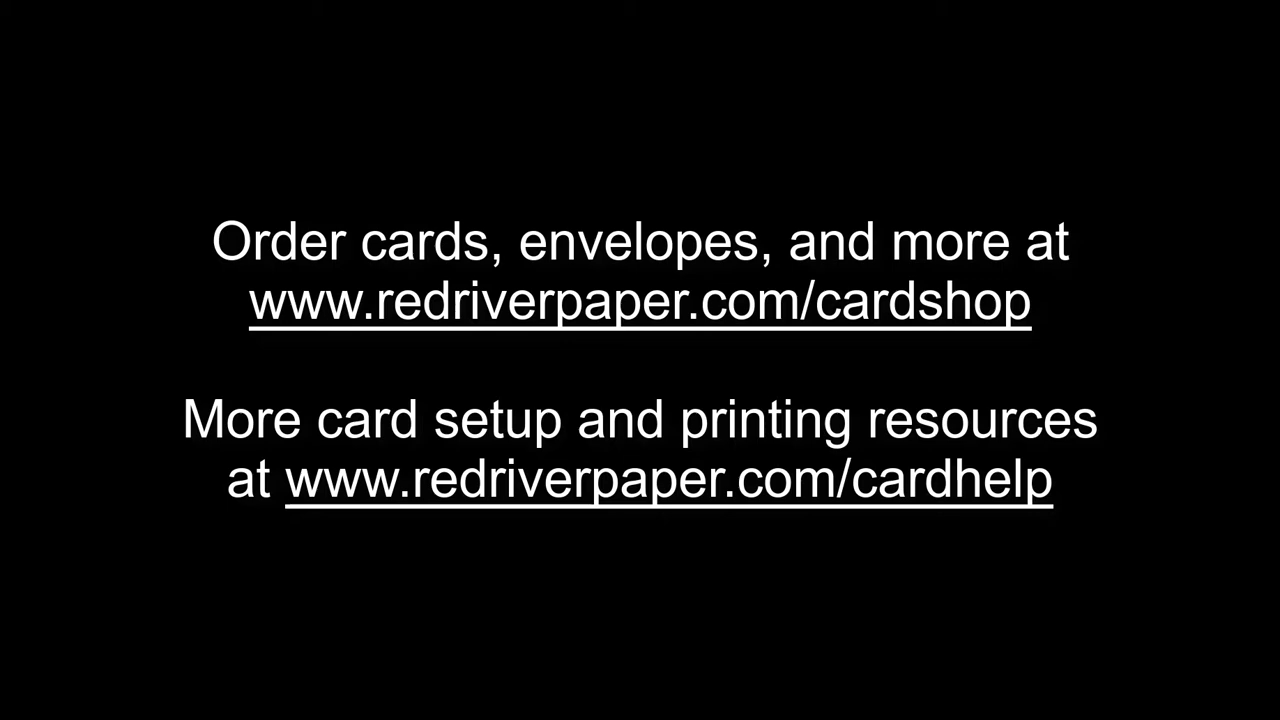 Order cards, envelopes, and more at
www.redriverpaper.com/cardshop
More card setup and printing resources
at www.redriverpaper.com/cardhelp